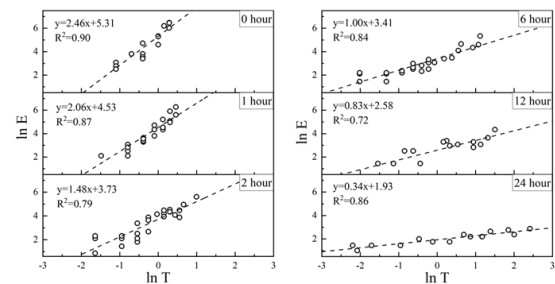 y=2.46x+5.31
R²=0.90
0 hour
6
4
2
y=2.06x+4.53
R²=0.87
1 hour
6
4
2
ln E
y=1.48x+3.73
R²=0.79
2 hour
6
4
2
-3 -2 -1 0 1 2 3
ln T
y=1.00x+3.41
R²=0.84
6 hour
6
4
2
y=0.83x+2.58
R²=0.72
12 hour
6
4
2
ln E
y=0.34x+1.93
R²=0.86
24 hour
6
4
2
-3 -2 -1 0 1 2 3
ln T